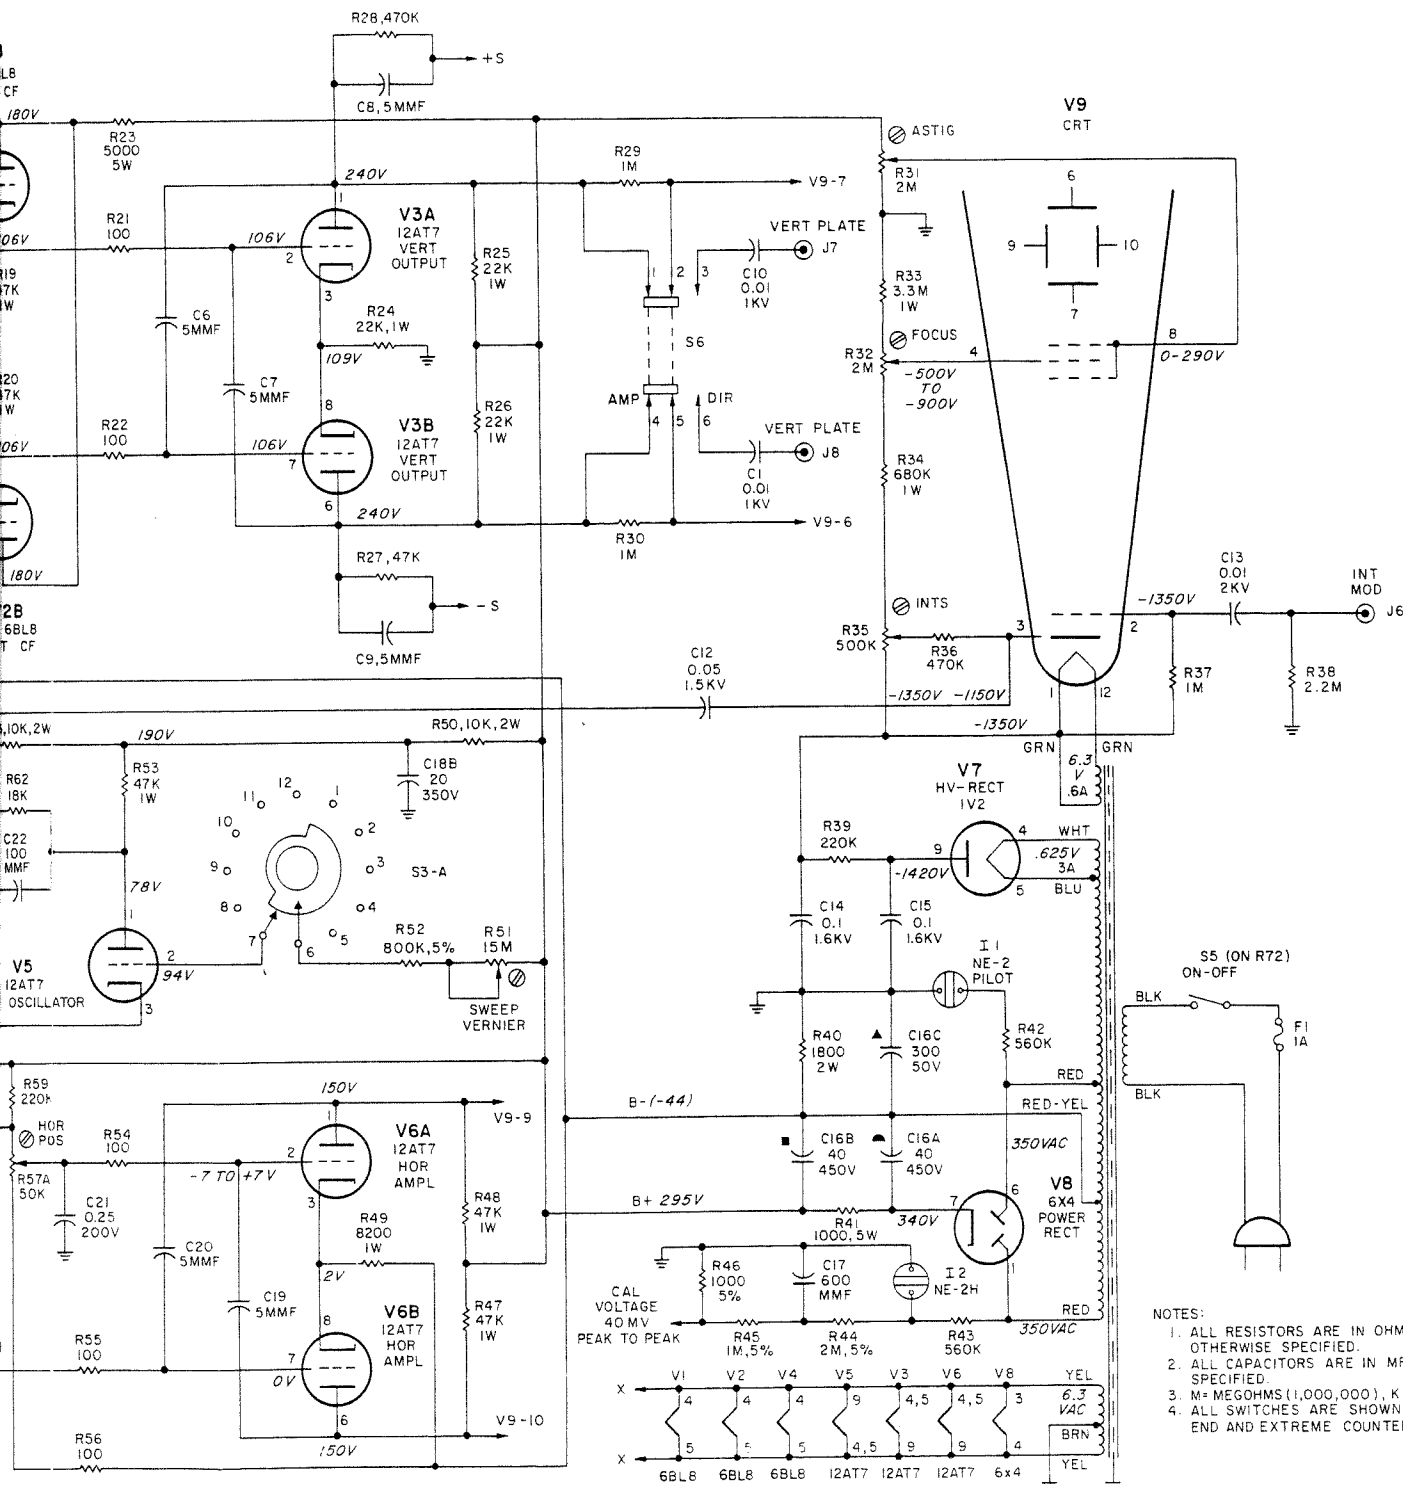 R28,470K
+S
L8
CF
C8,5MMF
180V
R23
5000
5W
V9
CRT
ASTIG
R29
1M
240V
V9-7
R31
2M
6
1
R21
100
106V
2
V3A
12AT7
VERT
OUTPUT
R25
22K
1W
1
2
3
C10
0.01
1KV
VERT PLATE
J7
9
10
06V
R19
47K
1W
3
R24
22K,1W
R33
3.3M
1W
7
C6
5MMF
109V
S6
FOCUS
R32
2M
4
8
0-290V
-500V
TO
-900V
R20
47K
1W
C7
5MMF
8
R26
22K
1W
AMP
DIR
4
5
6
R22
100
106V
7
V3B
12AT7
VERT
OUTPUT
VERT PLATE
J8
C1
0.01
1KV
06V
R34
680K
1W
6
240V
V9-6
R30
1M
R27,47K
C13
0.01
2KV
INT
MOD
J6
180V
-S
INTS
-1350V
2B
6BL8
T CF
R35
500K
R36
470K
3
2
C9,5MMF
C12
0.05
1.5KV
R37
1M
R38
2.2M
-1350V
-1150V
1
12
-1350V
,10K,2W
190V
R50,10K,2W
GRN
GRN
R53
47K
1W
C18B
20
350V
6.3
V
.6A
R62
18K
12
11
1
10
2
9
3
8
4
7
5
6
S3-A
V7
HV-RECT
1V2
R39
220K
4
WHT
.625V
3A
BLU
9
5
-1420V
C22
100
MMF
78V
1
C14
0.1
1.6KV
C15
0.1
1.6KV
R52
800K,5%
R51
15M
V5
12AT7
OSCILLATOR
2
94V
3
SWEEP
VERNIER
I1
NE-2
PILOT
S5 (ON R72)
ON-OFF
BLK
F1
1A
R40
1800
2W
C16C
300
50V
R42
560K
RED
BLK
R59
220K
150V
1
V9-9
B-(-44)
RED-YEL
HOR
POS
R57A
50K
R54
100
-7 TO +7V
2
V6A
12AT7
HOR
AMPL
C16B
40
450V
C16A
40
450V
350VAC
C21
0.25
200V
3
R48
47K
1W
B+ 295V
7
6
V8
6X4
POWER
RECT
R49
8200
1W
R41
1000,5W
340V
1
C20
5MMF
2V
R46
1000
5%
C17
600
MMF
I2
NE-2H
C19
5MMF
8
V6B
12AT7
HOR
AMPL
R47
47K
1W
CAL
VOLTAGE
40MV
PEAK TO PEAK
RED
350VAC
R55
100
7
0V
R45
1M,5%
R44
2M,5%
R43
560K
NOTES:
1. ALL RESISTORS ARE IN OHM
OTHERWISE SPECIFIED.
2. ALL CAPACITORS ARE IN MF
SPECIFIED.
3. M= MEGOHMS (1,000,000), K
4. ALL SWITCHES ARE SHOWN
END AND EXTREME COUNTER
6
150V
V9-10
R56
100
X
V1
V2
V4
V5
V3
V6
V8
YEL
4
4
4
9
4,5
4,5
3
6.3
VAC
BRN
X
5
5
5
4,5
9
9
4
YEL
6BL8
6BL8
6BL8
12AT7
12AT7
12AT7
6x4